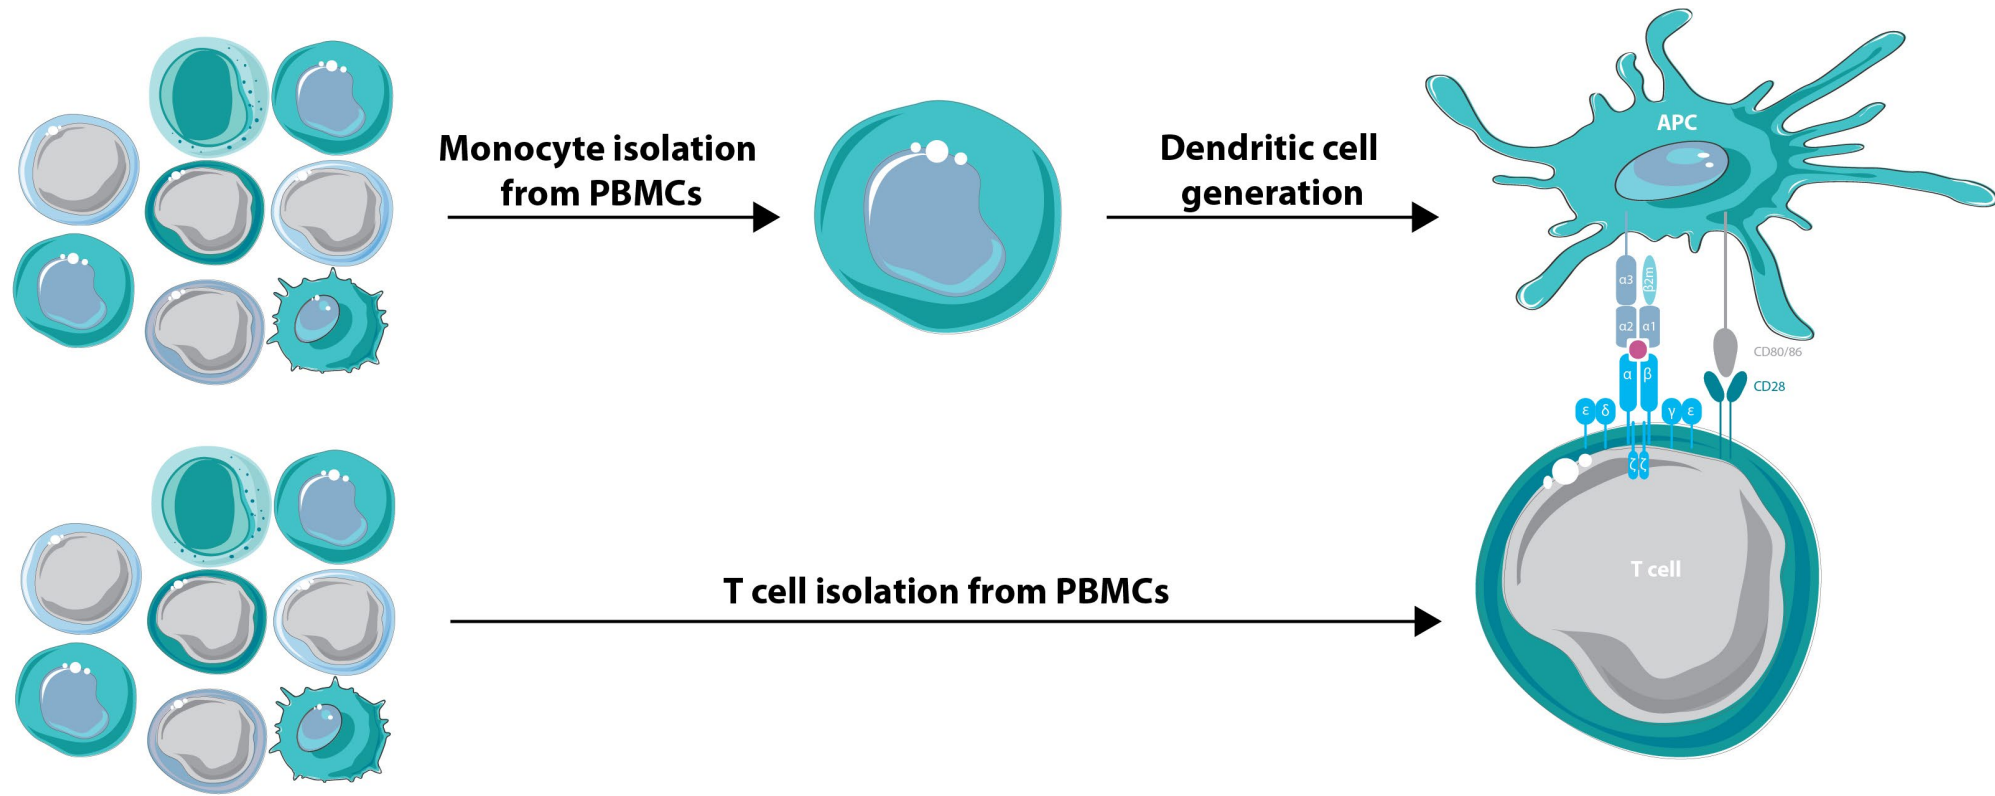 Monocyte isolation
from PBMCs
Dendritic cell
generation
APC
α3
β2m
α2
α1
CD80/86
α
β
CD28
ε
δ
γ
ε
ζ
ζ
T cell isolation from PBMCs
T cell